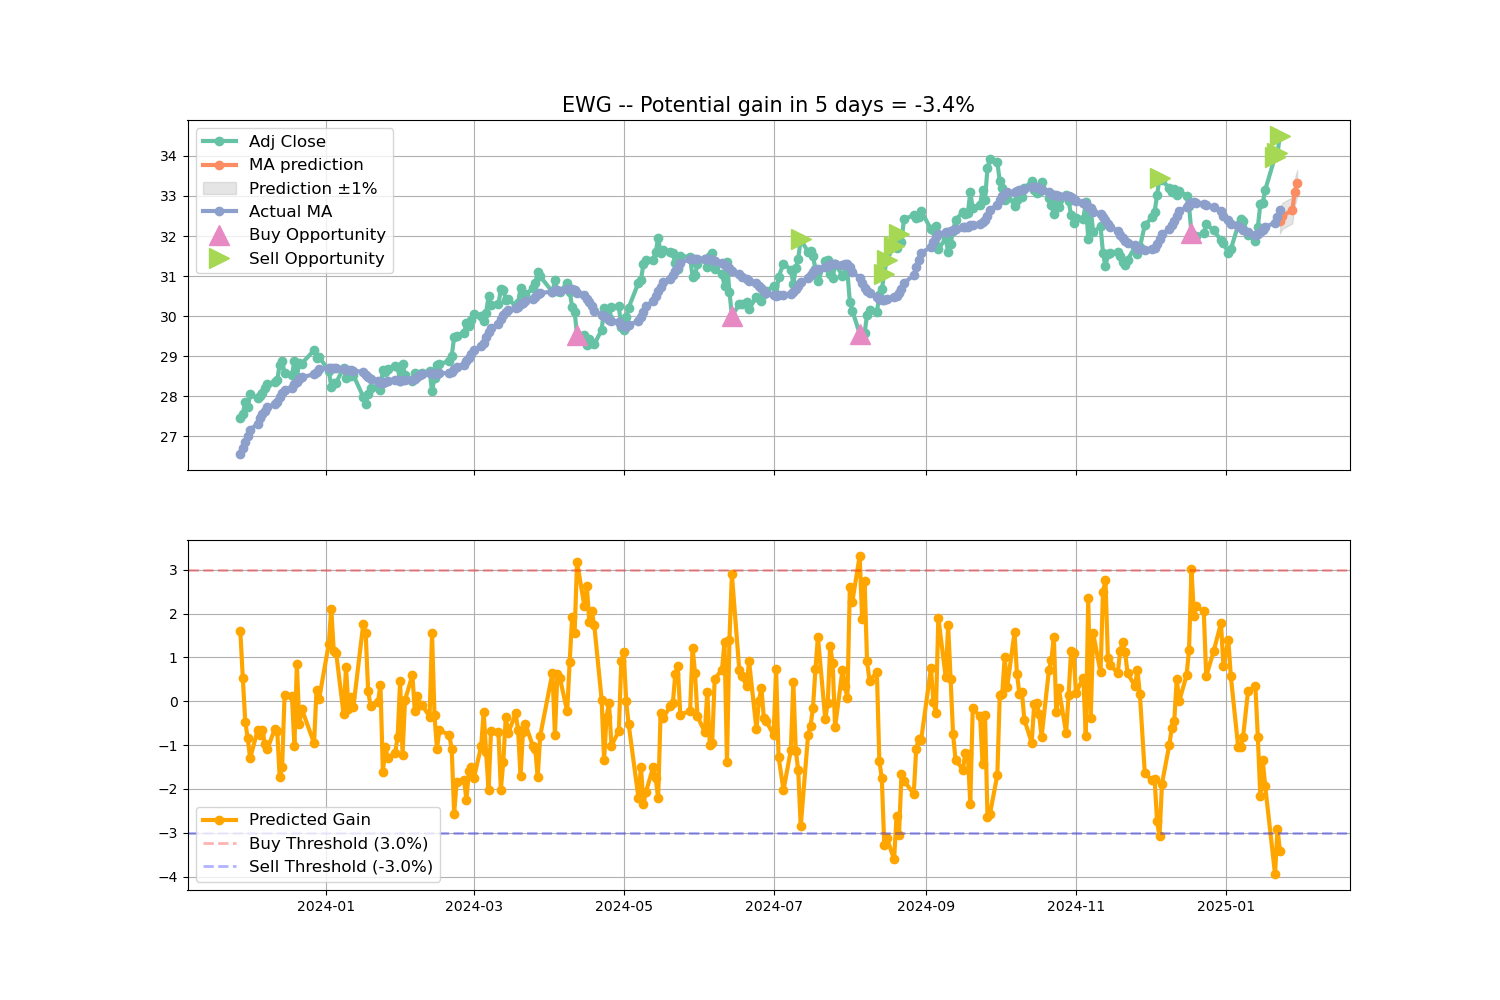 EWG -- Potential gain in 5 days = -3.4%
Adj Close
MA prediction
Prediction ±1%
Actual MA
Buy Opportunity
Sell Opportunity
34
33
32
31
30
29
28
27
3
2
1
0
−1
−2
−3
−4
Predicted Gain
Buy Threshold (3.0%)
Sell Threshold (-3.0%)
2024-01
2024-03
2024-05
2024-07
2024-09
2024-11
2025-01